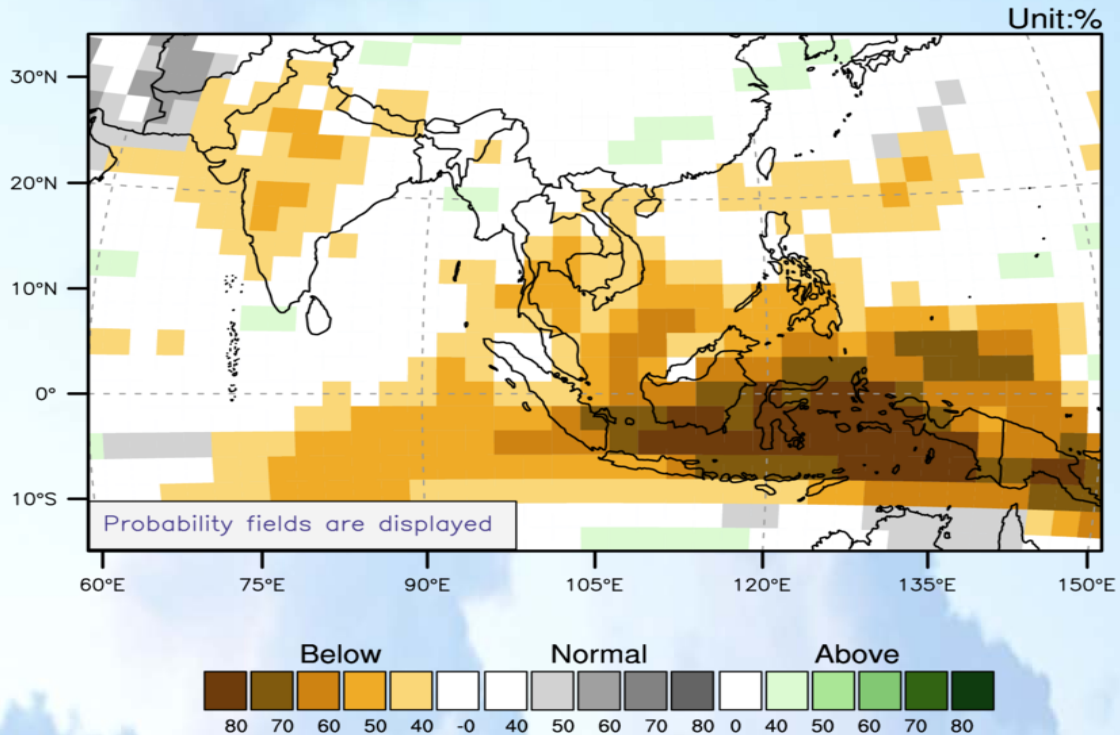 Unit:%
30°N
20°N
10°N
0°
10°S
Probability fields are displayed
60°E 75°E 90°E 105°E 120°E 135°E 150°E
Below Normal Above
80 70 60 50 40 -0 40 50 60 70 80 0 40 50 60 70 80